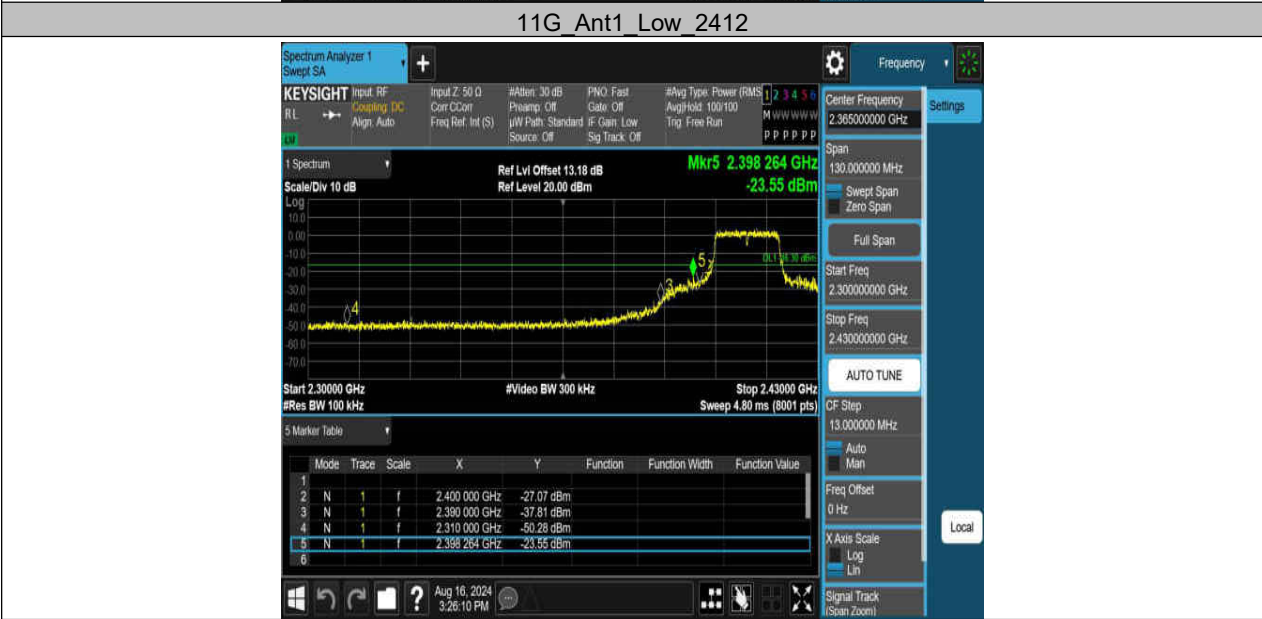 11G_Ant1_Low_2412
Spectrum Analyzer 1
Swept SA
Frequency
KEYSIGHT
RL
Input: RF
Coupling: DC
Align: Auto
Input Z: 50 Ω
Corr CCorr
Freq Ref: Int (S)
#Atten: 30 dB
Preamp: Off
µW Path: Standard
Source: Off
PNO: Fast
Gate: Off
IF Gain: Low
Sig Track: Off
#Avg Type: Power (RMS
Avg|Hold: 100/100
Trig: Free Run
1 2 3 4 5 6
M W W W W W
P P P P P P
1 Spectrum
Scale/Div 10 dB
Ref Lvl Offset 13.18 dB
Ref Level 20.00 dBm
Mkr5 2.398 264 GHz
-23.55 dBm
Log
10.0
0.00
-10.0
-20.0
-30.0
-40.0
-50.0
-60.0
-70.0
4
3
5
Start 2.30000 GHz
#Res BW 100 kHz
#Video BW 300 kHz
Stop 2.43000 GHz
Sweep 4.80 ms (8001 pts)
5 Marker Table
Mode Trace Scale X Y Function Function Width Function Value
1
2 N 1 f 2.400 000 GHz -27.07 dBm
3 N 1 f 2.390 000 GHz -37.81 dBm
4 N 1 f 2.310 000 GHz -50.28 dBm
5 N 1 f 2.398 264 GHz -23.55 dBm
6
Aug 16, 2024
3:26:10 PM
Center Frequency
2.365000000 GHz
Settings
Span
130.000000 MHz
Swept Span
Zero Span
Full Span
Start Freq
2.300000000 GHz
Stop Freq
2.430000000 GHz
AUTO TUNE
CF Step
13.000000 MHz
Auto
Man
Freq Offset
0 Hz
Local
X Axis Scale
Log
Lin
Signal Track
(Span Zoom)